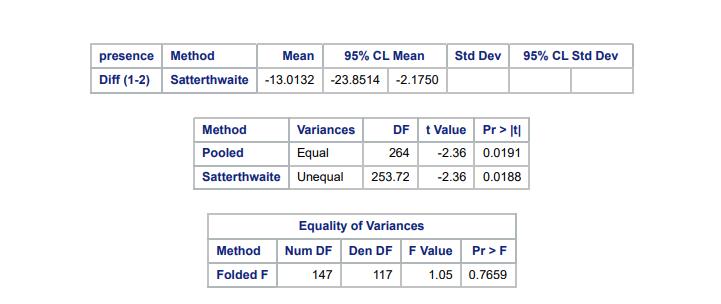 presence Method Mean 95% CL Mean Std Dev 95% CL Std Dev
Diff (1-2) Satterthwaite -13.0132 -23.8514 -2.1750
Method Variances DF t Value Pr > |t|
Pooled Equal 264 -2.36 0.0191
Satterthwaite Unequal 253.72 -2.36 0.0188
Equality of Variances
Method Num DF Den DF F Value Pr > F
Folded F 147 117 1.05 0.7659